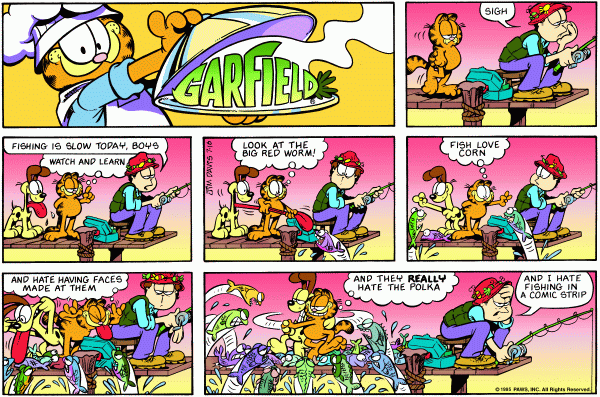 GARFIELD®
SIGH
FISHING IS SLOW TODAY, BOYS
WATCH AND LEARN
JIM DAVIS 7-18
LOOK AT THE
BIG RED WORM!
FISH LOVE
CORN
AND HATE HAVING FACES
MADE AT THEM
AND THEY REALLY
HATE THE POLKA
AND I HATE
FISHING IN
A COMIC STRIP
© 1995 PAWS, INC. All Rights Reserved.